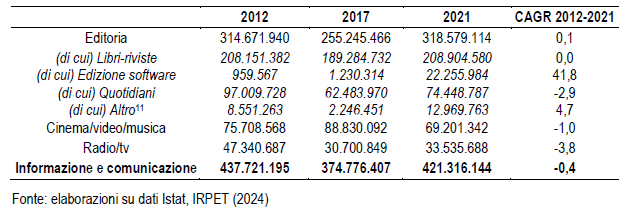 2012 2017 2021 CAGR 2012-2021
Editoria 314.671.940 255.245.466 318.579.114 0,1
(di cui) Libri-riviste 208.151.382 189.284.732 208.904.580 0,0
(di cui) Edizione software 959.567 1.230.314 22.255.984 41,8
(di cui) Quotidiani 97.009.728 62.483.970 74.448.787 -2,9
(di cui) Altro¹¹ 8.551.263 2.246.451 12.969.763 4,7
Cinema/video/musica 75.708.568 88.830.092 69.201.342 -1,0
Radio/tv 47.340.687 30.700.849 33.535.688 -3,8
Informazione e comunicazione 437.721.195 374.776.407 421.316.144 -0,4
Fonte: elaborazioni su dati Istat, IRPET (2024)